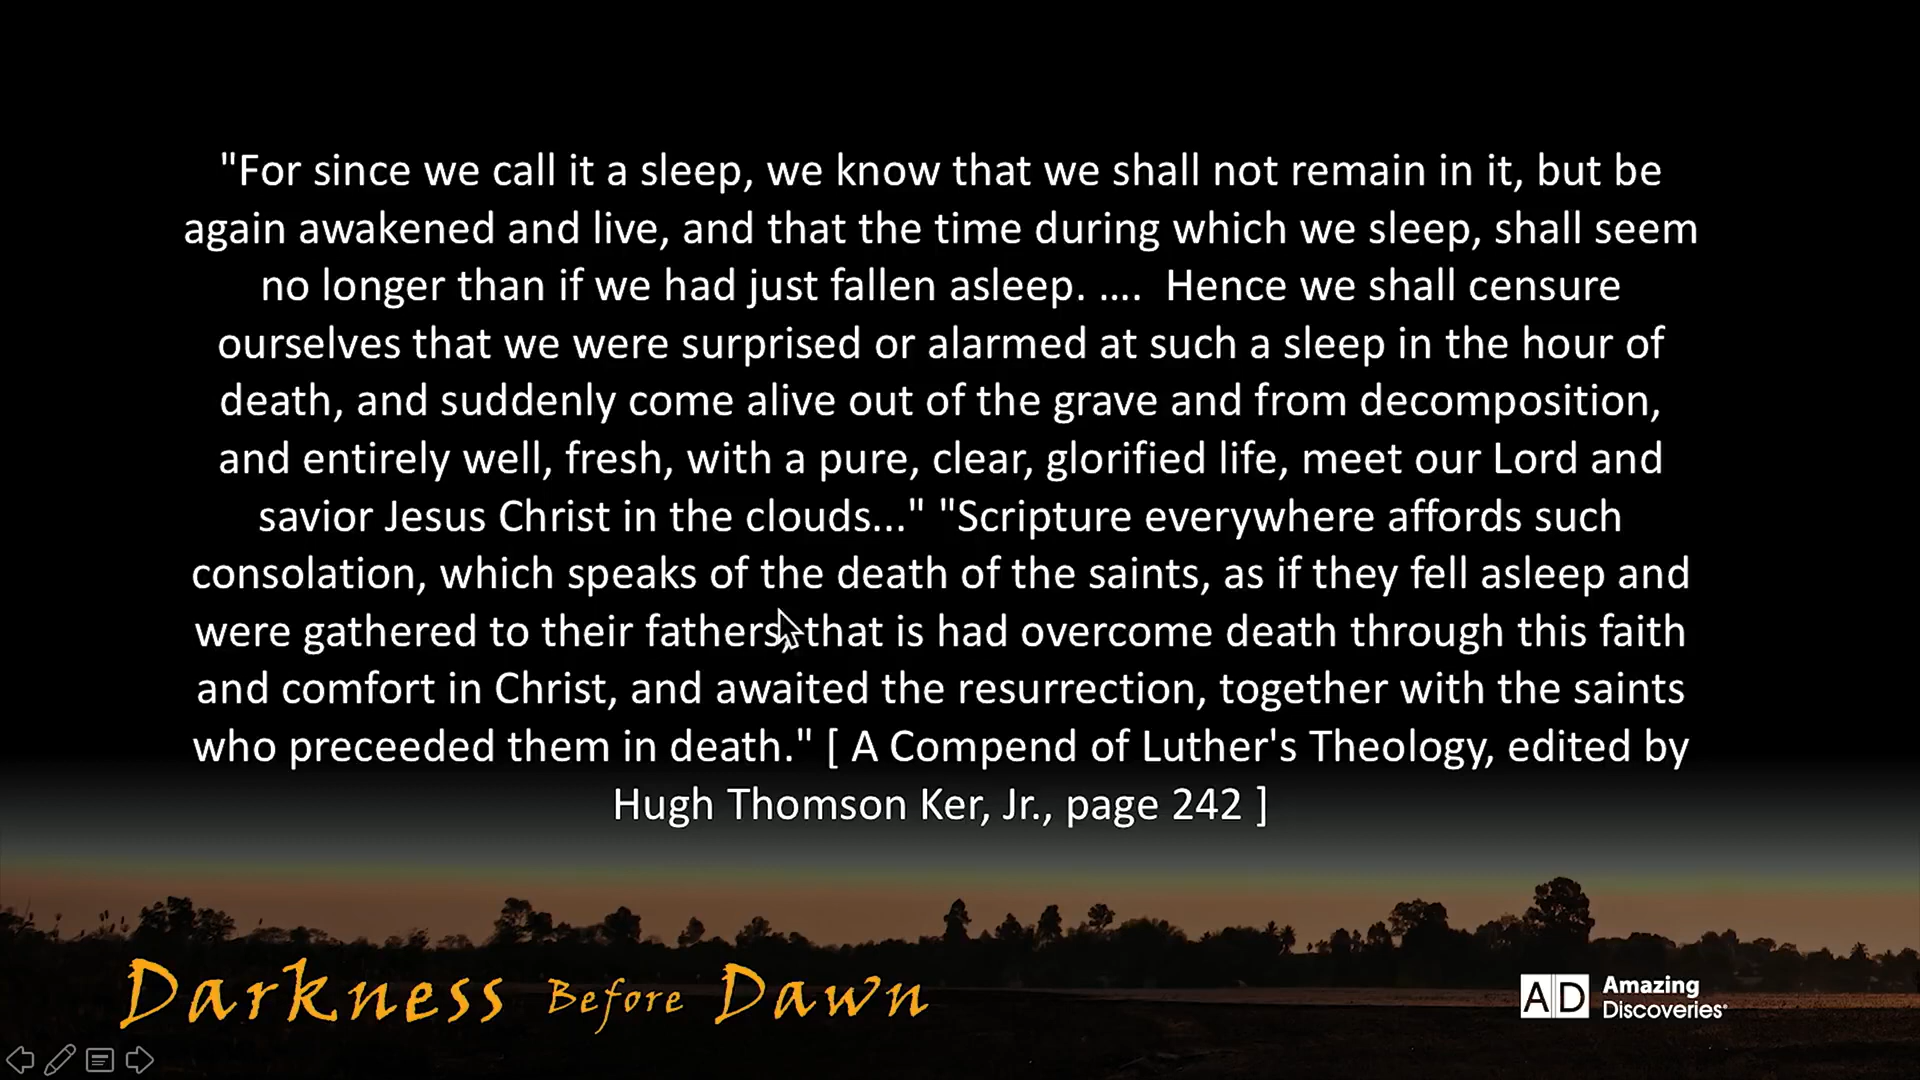 "For since we call it a sleep, we know that we shall not remain in it, but be
again awakened and live, and that the time during which we sleep, shall seem
no longer than if we had just fallen asleep. ....  Hence we shall censure
ourselves that we were surprised or alarmed at such a sleep in the hour of
death, and suddenly come alive out of the grave and from decomposition,
and entirely well, fresh, with a pure, clear, glorified life, meet our Lord and
savior Jesus Christ in the clouds..." "Scripture everywhere affords such
consolation, which speaks of the death of the saints, as if they fell asleep and
were gathered to their fathers, that is had overcome death through this faith
and comfort in Christ, and awaited the resurrection, together with the saints
who preceeded them in death." [ A Compend of Luther's Theology, edited by
Hugh Thomson Ker, Jr., page 242 ]
Darkness Before Dawn
AD Amazing
Discoveries®